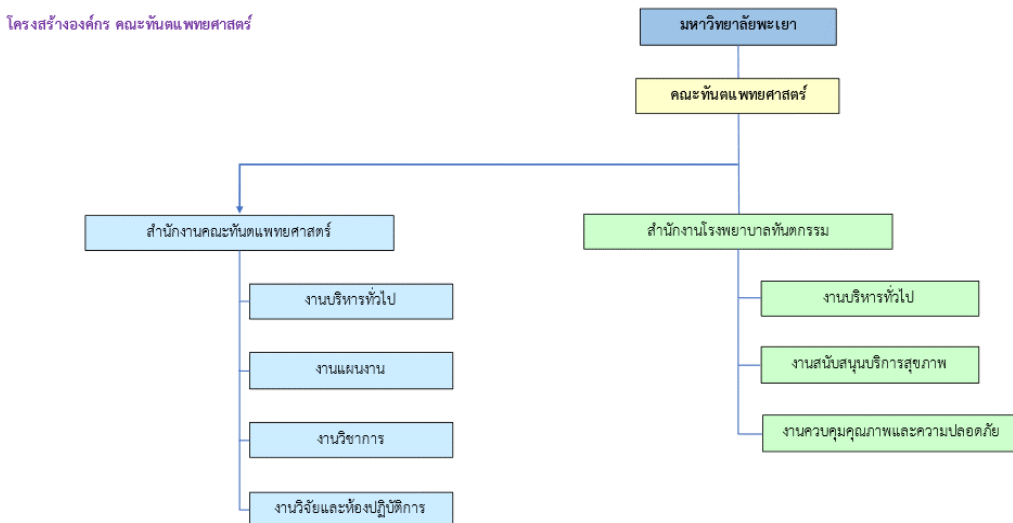 โครงสร้างองค์กร คณะทันตแพทยศาสตร์
มหาวิทยาลัยพะเยา
คณะทันตแพทยศาสตร์
สำนักงานคณะทันตแพทยศาสตร์
สำนักงานโรงพยาบาลทันตกรรม
งานบริหารทั่วไป
งานบริหารทั่วไป
งานแผนงาน
งานสนับสนุนบริการสุขภาพ
งานวิชาการ
งานควบคุมคุณภาพและความปลอดภัย
งานวิจัยและห้องปฏิบัติการ